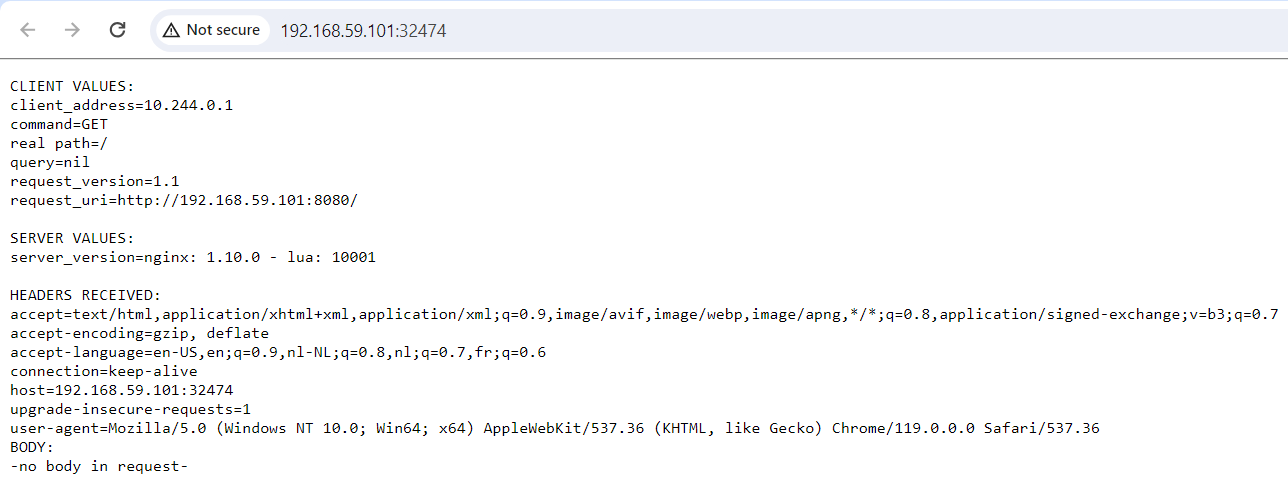 Not secure 192.168.59.101:32474
CLIENT VALUES:
client_address=10.244.0.1
command=GET
real path=/
query=nil
request_version=1.1
request_uri=http://192.168.59.101:8080/
SERVER VALUES:
server_version=nginx: 1.10.0 - lua: 10001
HEADERS RECEIVED:
accept=text/html,application/xhtml+xml,application/xml;q=0.9,image/avif,image/webp,image/apng,*/*;q=0.8,application/signed-exchange;v=b3;q=0.7
accept-encoding=gzip, deflate
accept-language=en-US,en;q=0.9,nl-NL;q=0.8,nl;q=0.7,fr;q=0.6
connection=keep-alive
host=192.168.59.101:32474
upgrade-insecure-requests=1
user-agent=Mozilla/5.0 (Windows NT 10.0; Win64; x64) AppleWebKit/537.36 (KHTML, like Gecko) Chrome/119.0.0.0 Safari/537.36
BODY:
-no body in request-